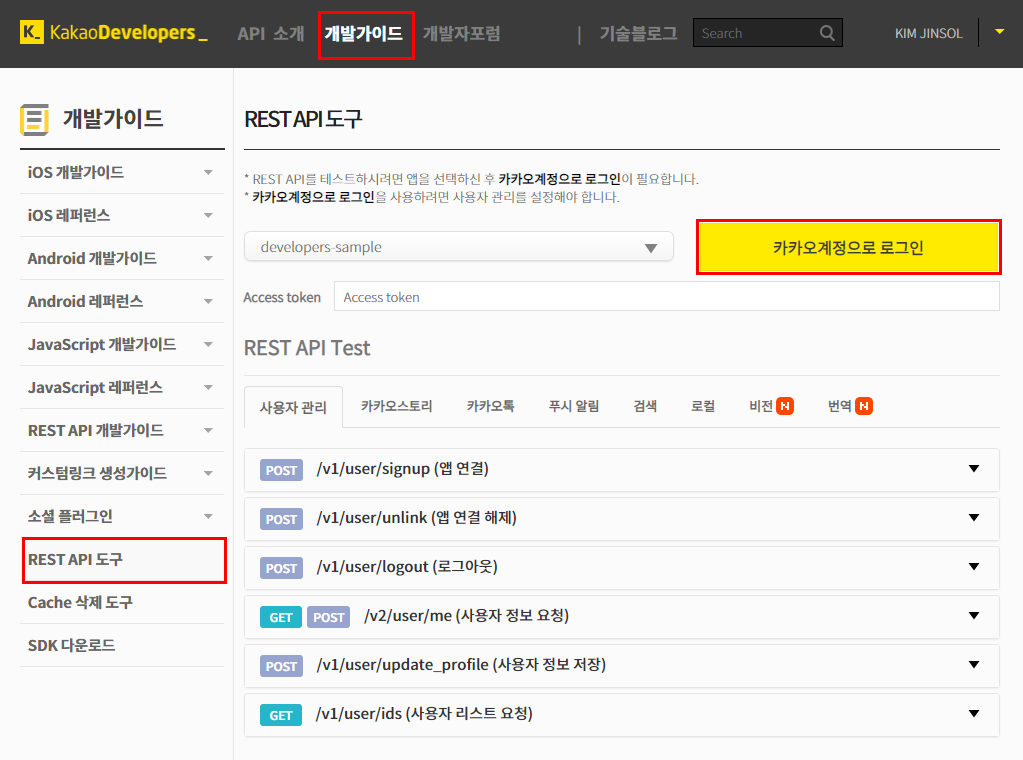 K_ KakaoDevelopers _ API 소개 개발가이드 개발자포럼 | 기술블로그 Search KIM JINSOL
개발가이드
iOS 개발가이드
iOS 레퍼런스
Android 개발가이드
Android 레퍼런스
JavaScript 개발가이드
JavaScript 레퍼런스
REST API 개발가이드
커스텀링크 생성가이드
소셜 플러그인
REST API 도구
Cache 삭제 도구
SDK 다운로드
REST API 도구
* REST API를 테스트하시려면 앱을 선택하신 후 카카오계정으로 로그인이 필요합니다.
* 카카오계정으로 로그인을 사용하려면 사용자 관리를 설정해야 합니다.
developers-sample
카카오계정으로 로그인
Access token Access token
REST API Test
사용자 관리 카카오스토리 카카오톡 푸시 알림 검색 로컬 비전 N 번역 N
POST /v1/user/signup (앱 연결)
POST /v1/user/unlink (앱 연결 해제)
POST /v1/user/logout (로그아웃)
GET POST /v2/user/me (사용자 정보 요청)
POST /v1/user/update_profile (사용자 정보 저장)
GET /v1/user/ids (사용자 리스트 요청)